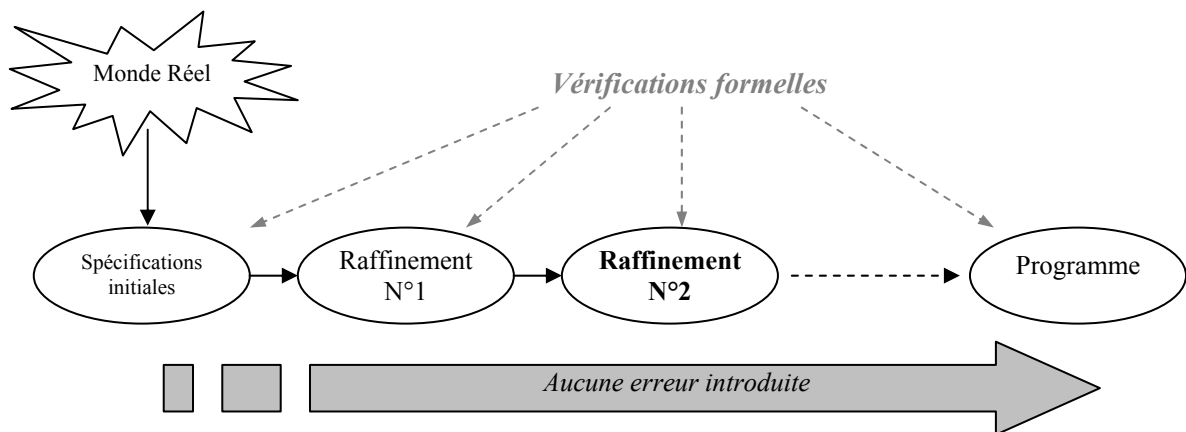 Monde Réel
Vérifications formelles
Spécifications
initiales
Raffinement
N°1
Raffinement
N°2
Programme
Aucune erreur introduite